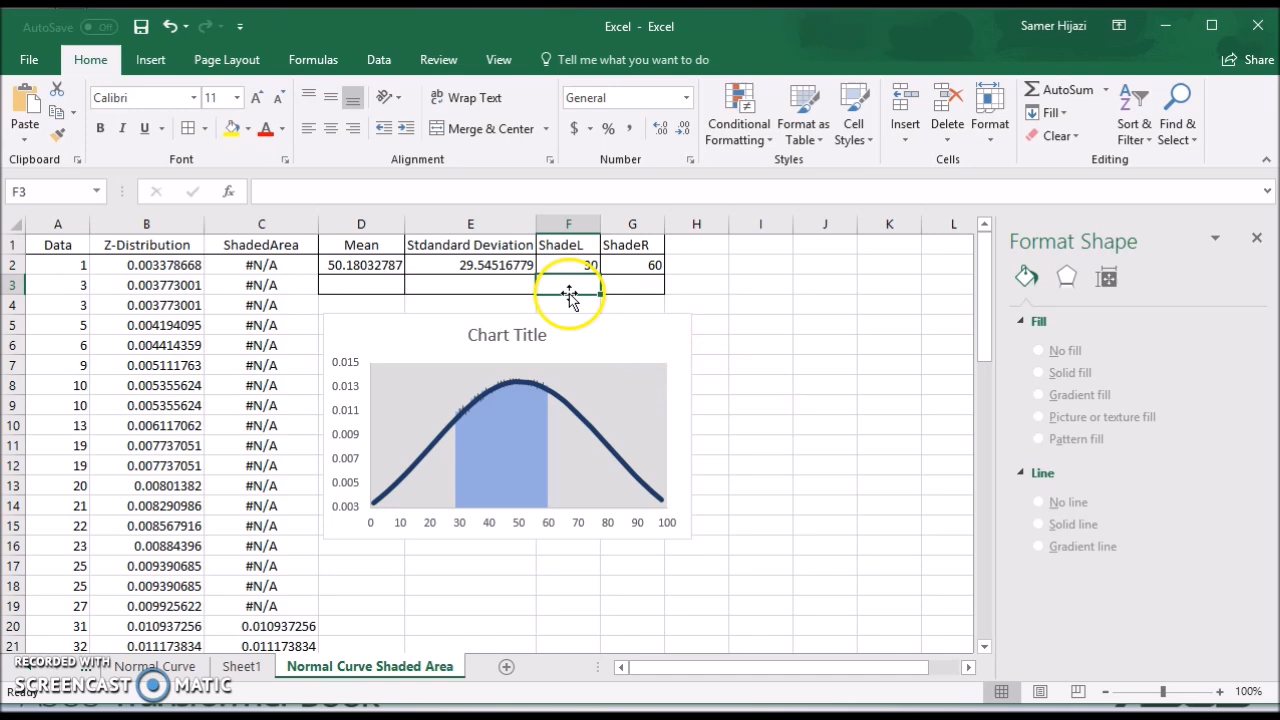 AutoSave Off Excel - Excel Samer Hijazi
File Home Insert Page Layout Formulas Data Review View Tell me what you want to do Share
Paste Calibri 11 Wrap Text General AutoSum
Fill
B I U Merge & Center $ % Conditional Formatting Format as Table Cell Styles Insert Delete Format Clear Sort & Filter Find & Select
Clipboard Font Alignment Number Styles Cells Editing
F3 fx
A B C D E F G H I J K L
1 Data Z-Distribution ShadedArea Mean Stdandard Deviation ShadeL ShadeR
2 1 0.003378668 #N/A 50.18032787 29.54516779 30 60
3 3 0.003773001 #N/A
4 3 0.003773001 #N/A
5 5 0.004194095 #N/A
6 6 0.004414359 #N/A
7 9 0.005111763 #N/A
8 10 0.005355624 #N/A
9 10 0.005355624 #N/A
10 13 0.006117062 #N/A
11 19 0.007737051 #N/A
12 19 0.007737051 #N/A
13 20 0.00801382 #N/A
14 21 0.008290986 #N/A
15 22 0.008567916 #N/A
16 23 0.00884396 #N/A
17 25 0.009390685 #N/A
18 25 0.009390685 #N/A
19 27 0.009925622 #N/A
20 31 0.010937256 0.010937256
21 32 0.011173834 0.011173834
Chart Title
0.015
0.013
0.011
0.009
0.007
0.005
0.003
0 10 20 30 40 50 60 70 80 90 100
Format Shape
Fill
No fill
Solid fill
Gradient fill
Picture or texture fill
Pattern fill
Line
No line
Solid line
Gradient line
... Normal Curve Sheet1 Normal Curve Shaded Area
RECORDED WITH
SCREENCAST MATIC
Ready 100%